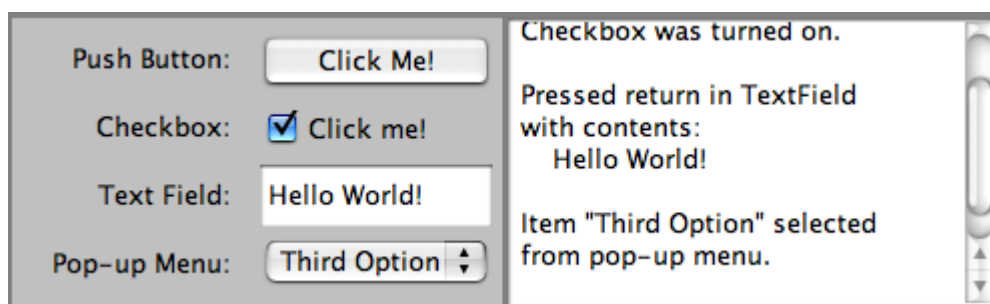 Push Button:
Click Me!
Checkbox:
Click me!
Text Field:
Hello World!
Pop-up Menu:
Third Option
Checkbox was turned on.
Pressed return in TextField
with contents:
Hello World!
Item "Third Option" selected
from pop-up menu.